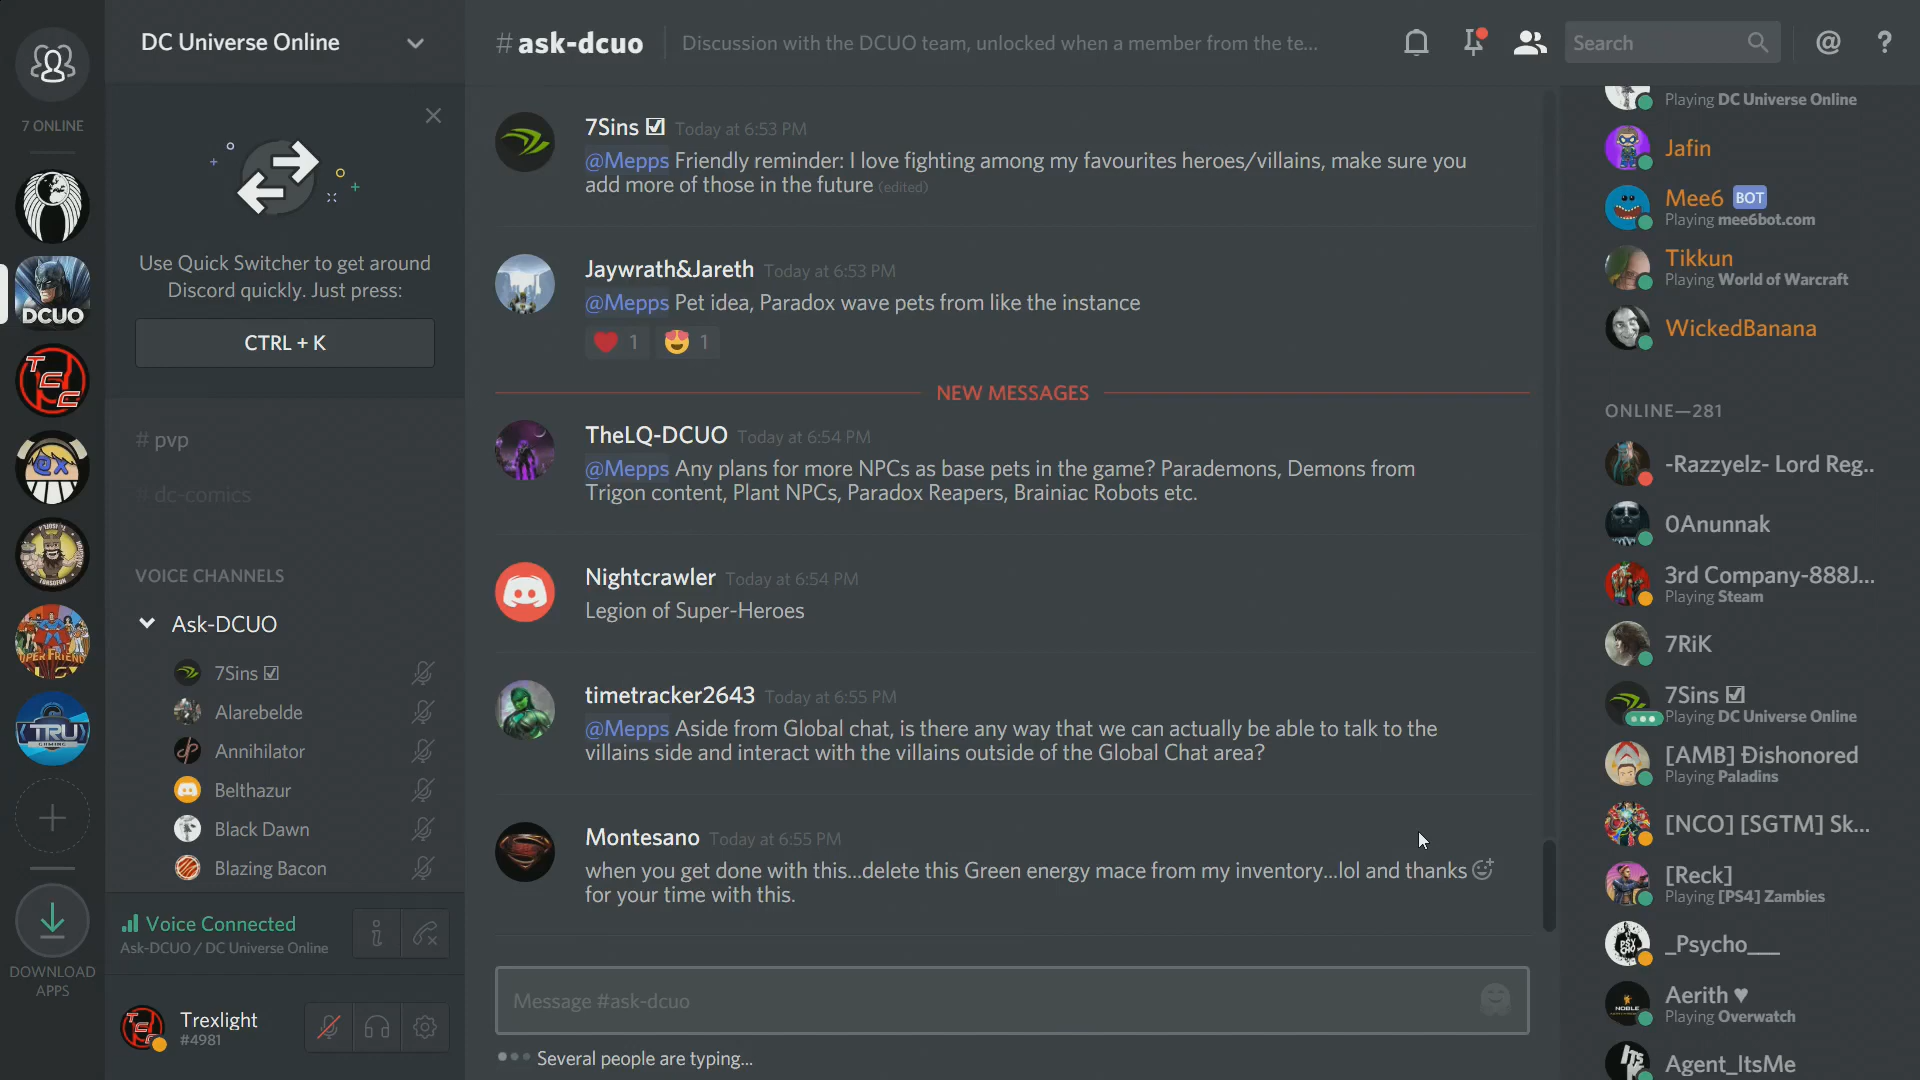 7 ONLINE
DCUO
TCC
SUPER FRIENDS
TRU
GAMING
DOWNLOAD
APPS
DC Universe Online
Use Quick Switcher to get around
Discord quickly. Just press:
CTRL + K
# pvp
# dc-comics
VOICE CHANNELS
Ask-DCUO
7Sins ☑
Alarebelde
Annihilator
Belthazur
Black Dawn
Blazing Bacon
Voice Connected
Ask-DCUO / DC Universe Online
Trexlight
#4981
# ask-dcuo
Discussion with the DCUO team, unlocked when a member from the te...
Search
@ ?
7Sins ☑ Today at 6:53 PM
@Mepps Friendly reminder: I love fighting among my favourites heroes/villains, make sure you
add more of those in the future (edited)
Jaywrath&Jareth Today at 6:53 PM
@Mepps Pet idea, Paradox wave pets from like the instance
❤ 1 😍 1
NEW MESSAGES
TheLQ-DCUO Today at 6:54 PM
@Mepps Any plans for more NPCs as base pets in the game? Parademons, Demons from
Trigon content, Plant NPCs, Paradox Reapers, Brainiac Robots etc.
Nightcrawler Today at 6:54 PM
Legion of Super-Heroes
timetracker2643 Today at 6:55 PM
@Mepps Aside from Global chat, is there any way that we can actually be able to talk to the
villains side and interact with the villains outside of the Global Chat area?
Montesano Today at 6:55 PM
when you get done with this...delete this Green energy mace from my inventory...lol and thanks
for your time with this.
Message #ask-dcuo
Several people are typing...
Playing DC Universe Online
Jafin
Mee6 BOT
Playing mee6bot.com
Tikkun
Playing World of Warcraft
WickedBanana
ONLINE—281
-Razzyelz- Lord Reg..
0Anunnak
3rd Company-888J...
Playing Steam
7RiK
7Sins ☑
Playing DC Universe Online
[AMB] Ðishonored
Playing Paladins
[NCO] [SGTM] Sk...
[Reck]
Playing [PS4] Zambies
_Psycho___
Aerith ♥
Playing Overwatch
Agent_ItsMe